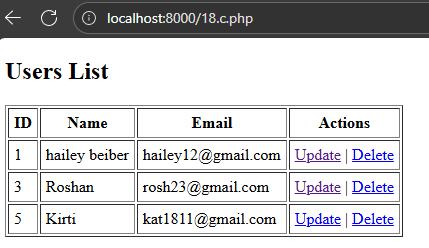 localhost:8000/18.c.php
Users List
ID Name Email Actions
1 hailey beiber hailey12@gmail.com Update | Delete
3 Roshan rosh23@gmail.com Update | Delete
5 Kirti kat1811@gmail.com Update | Delete